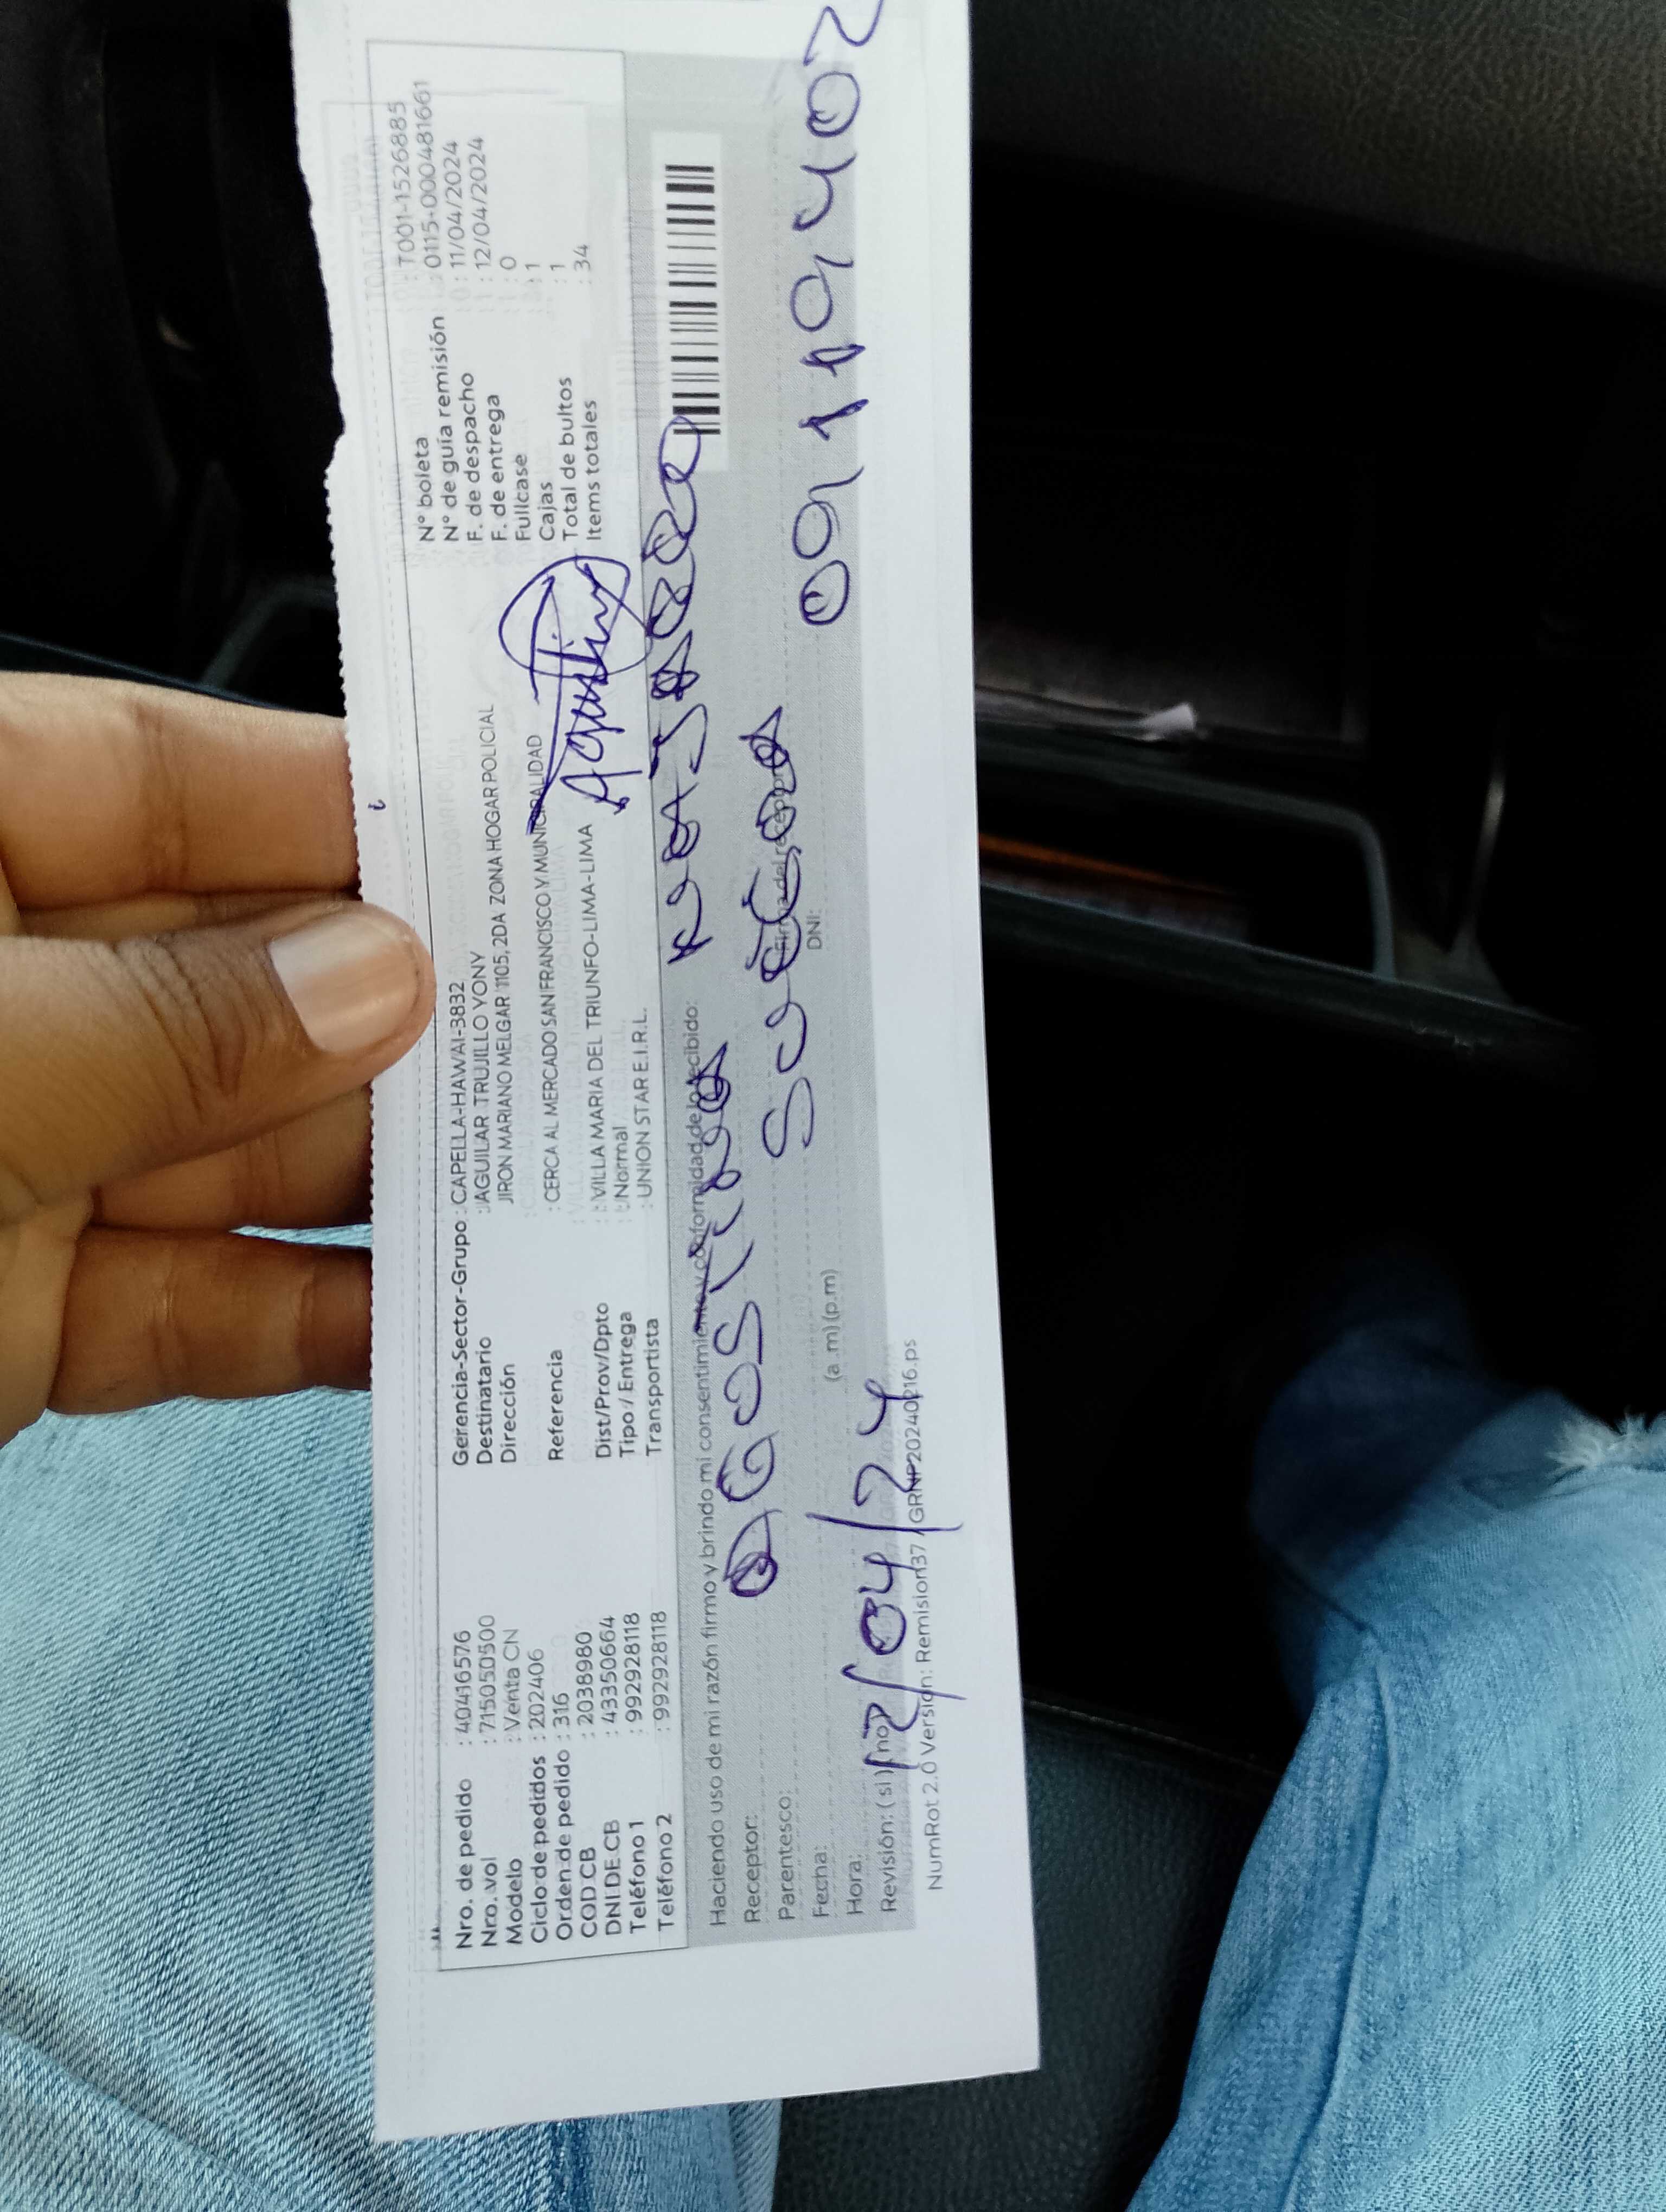 Nro. de pedido : 40416576
Nro. vol : 7150505500
Modelo : Venta CN
Ciclo de pedidos : 202406
Orden de pedido : 316
COD.CB : 2038980
DNI DE CB : 43350664
Teléfono 1 : 992928118
Teléfono 2 : 992928118
Gerencia-Sector-Grupo : CAPELLA-HAWAI-3832
Destinatario : AGUILAR TRUJILLO YONY
Dirección JIRON MARIANO MELGAR 1105, 2DA ZONA HOGAR POLICIAL
Referencia : CERCA AL MERCADO SAN FRANCISCO Y MUNICIPALIDAD
Dist/Prov/Dpto : VILLA MARIA DEL TRIUNFO-LIMA-LIMA
Tipo / Entrega : Normal
Transportista : UNION STAR E.I.R.L.
N° boleta : T001-1526885
N° de guía remisión : 0115-0000481661
F. de despacho : 11/04/2024
F. de entrega : 12/04/2024
Fullcase : 0
Cajas : 1
Total de bultos : 1
Items totales : 34
Agustina
Haciendo uso de mi razón firmo y brindo mi consentimiento y conformidad de lo recibido:
Receptor:
Parentesco:
Firma del receptor
Fecha:
DNI: 09110402
Hora: (a .m) (p.m)
12/04/24
Revisión: (si) (no)
NumRot 2.0 Versión: Remision37 / GRNP20240216.ps